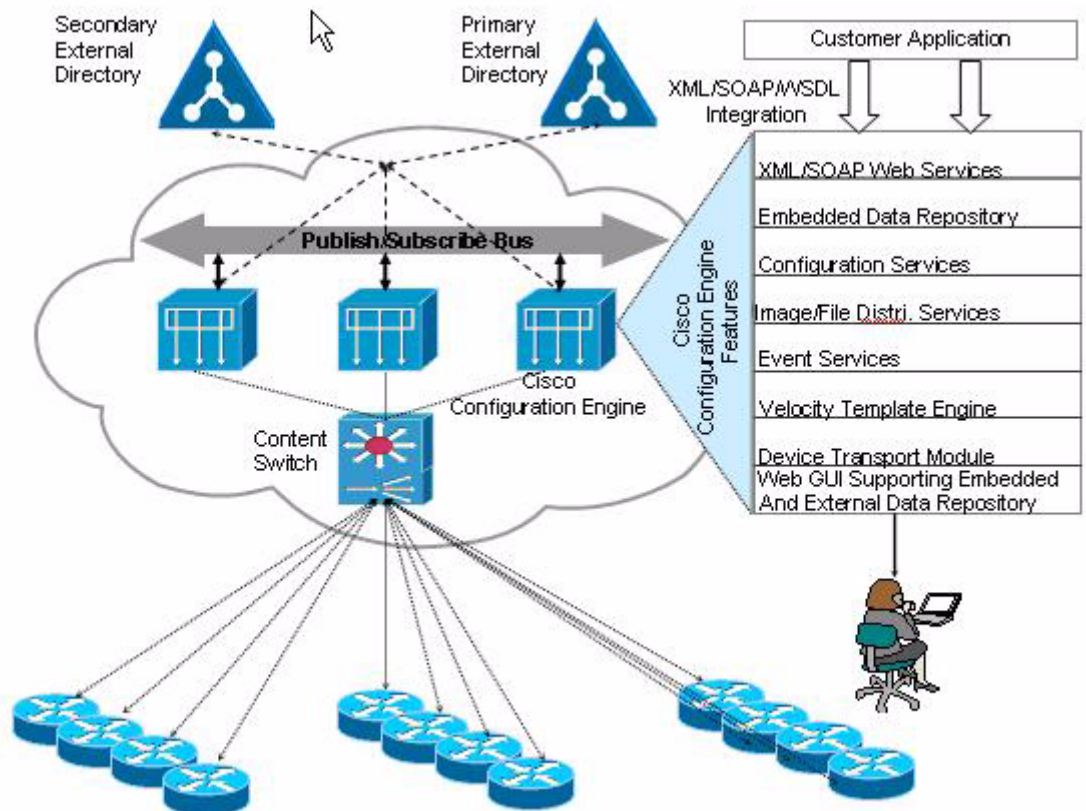 Secondary
External
Directory
Primary
External
Directory
Customer Application
XML/SOAP/WSDL
Integration
XML/SOAP Web Services
Embedded Data Repository
Configuration Services
Image/File Distri. Services
Event Services
Velocity Template Engine
Device Transport Module
Web GUI Supporting Embedded
And External Data Repository
Cisco
Configuration Engine
Features
Publish/Subscribe Bus
Cisco
Configuration Engine
Content
Switch